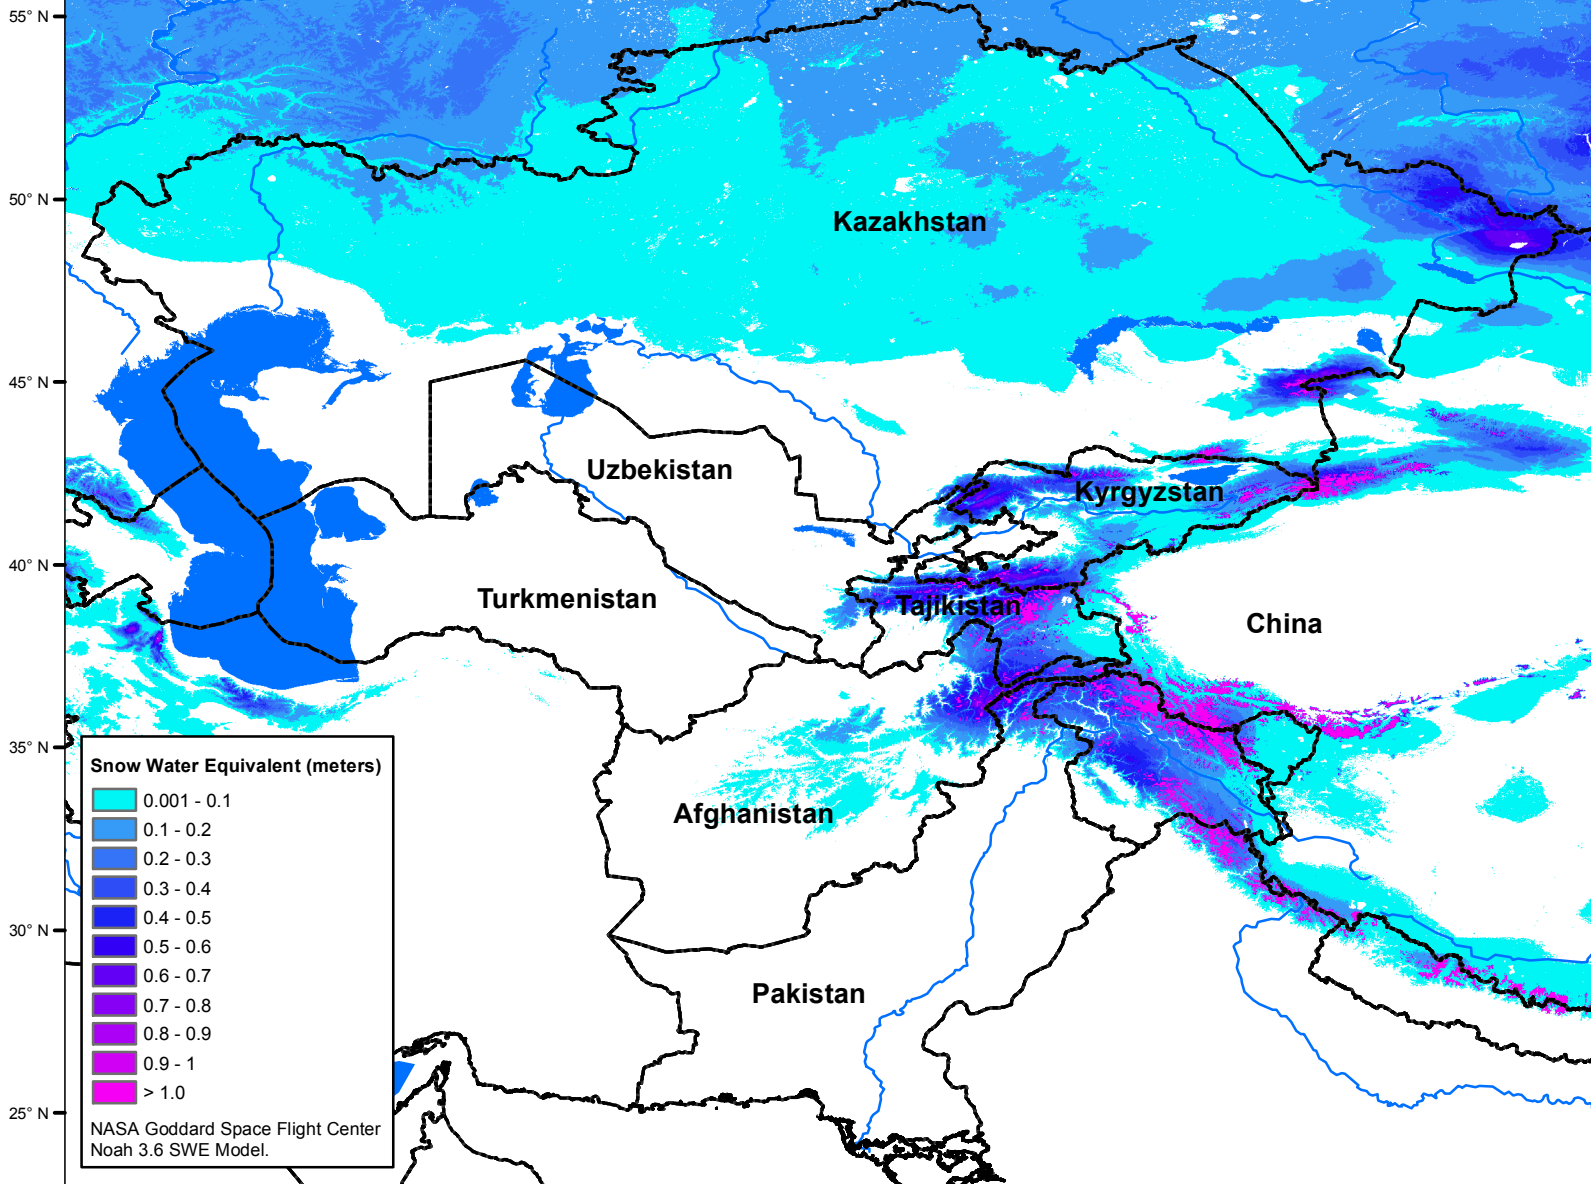 55° N
50° N
Kazakhstan
45° N
Uzbekistan
Kyrgyzstan
40° N
Turkmenistan
Tajikistan
China
35° N
Snow Water Equivalent (meters)
0.001 - 0.1
0.1 - 0.2
0.2 - 0.3
0.3 - 0.4
0.4 - 0.5
0.5 - 0.6
0.6 - 0.7
0.7 - 0.8
0.8 - 0.9
0.9 - 1
> 1.0
NASA Goddard Space Flight Center
Noah 3.6 SWE Model.
Afghanistan
30° N
Pakistan
25° N